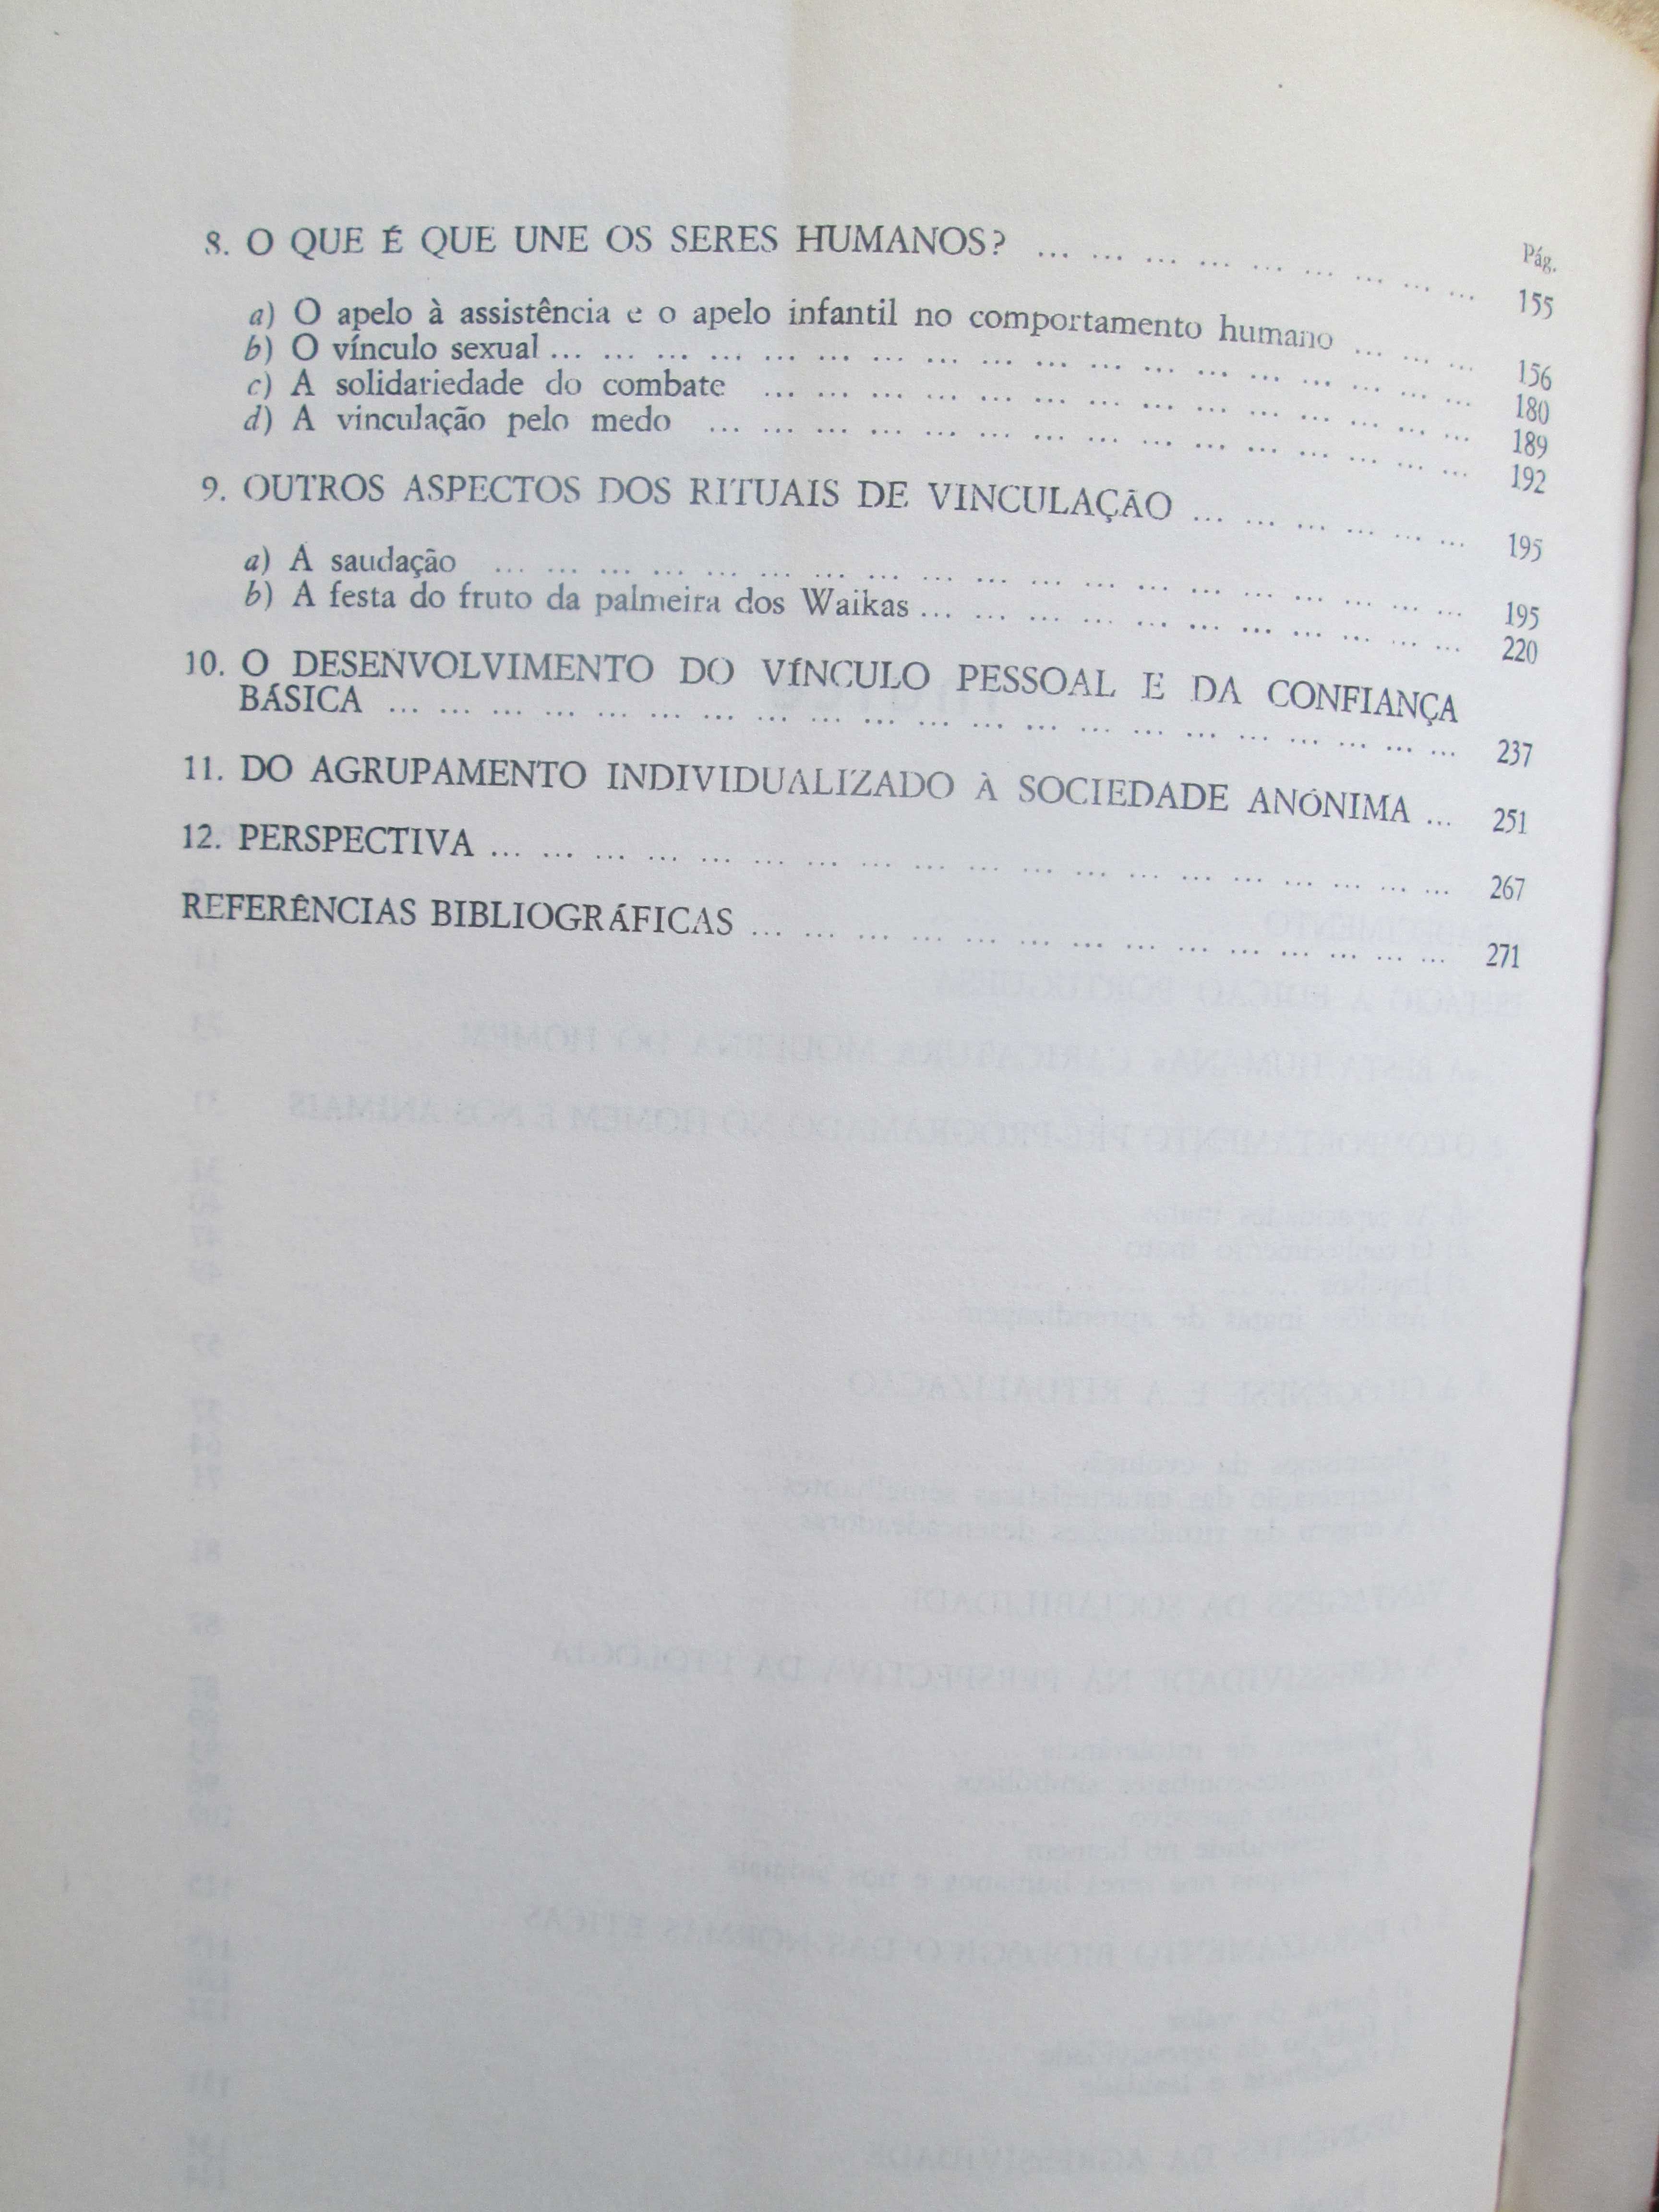 Pág.
8. O QUE É QUE UNE OS SERES HUMANOS? ... ... ... ... ... ... ... ... ... 155
a) O apelo à assistência e o apelo infantil no comportamento humano ... ... ... 156
b) O vínculo sexual ... ... ... ... ... ... ... ... ... ... ... ... ... ... ... ... ... ... 180
c) A solidariedade do combate ... ... ... ... ... ... ... ... ... ... ... ... ... ... 189
d) A vinculação pelo medo ... ... ... ... ... ... ... ... ... ... ... ... ... ... ... 192
9. OUTROS ASPECTOS DOS RITUAIS DE VINCULAÇÃO ... ... ... ... ... ... 195
a) A saudação ... ... ... ... ... ... ... ... ... ... ... ... ... ... ... ... ... ... ... 195
b) A festa do fruto da palmeira dos Waikas ... ... ... ... ... ... ... ... ... ... ... 220
10. O DESENVOLVIMENTO DO VÍNCULO PESSOAL E DA CONFIANÇA
BÁSICA ... ... ... ... ... ... ... ... ... ... ... ... ... ... ... ... ... ... ... ... ... 237
11. DO AGRUPAMENTO INDIVIDUALIZADO À SOCIEDADE ANÓNIMA ... 251
12. PERSPECTIVA ... ... ... ... ... ... ... ... ... ... ... ... ... ... ... ... ... ... ... 267
REFERÊNCIAS BIBLIOGRÁFICAS ... ... ... ... ... ... ... ... ... ... ... ... ... ... 271